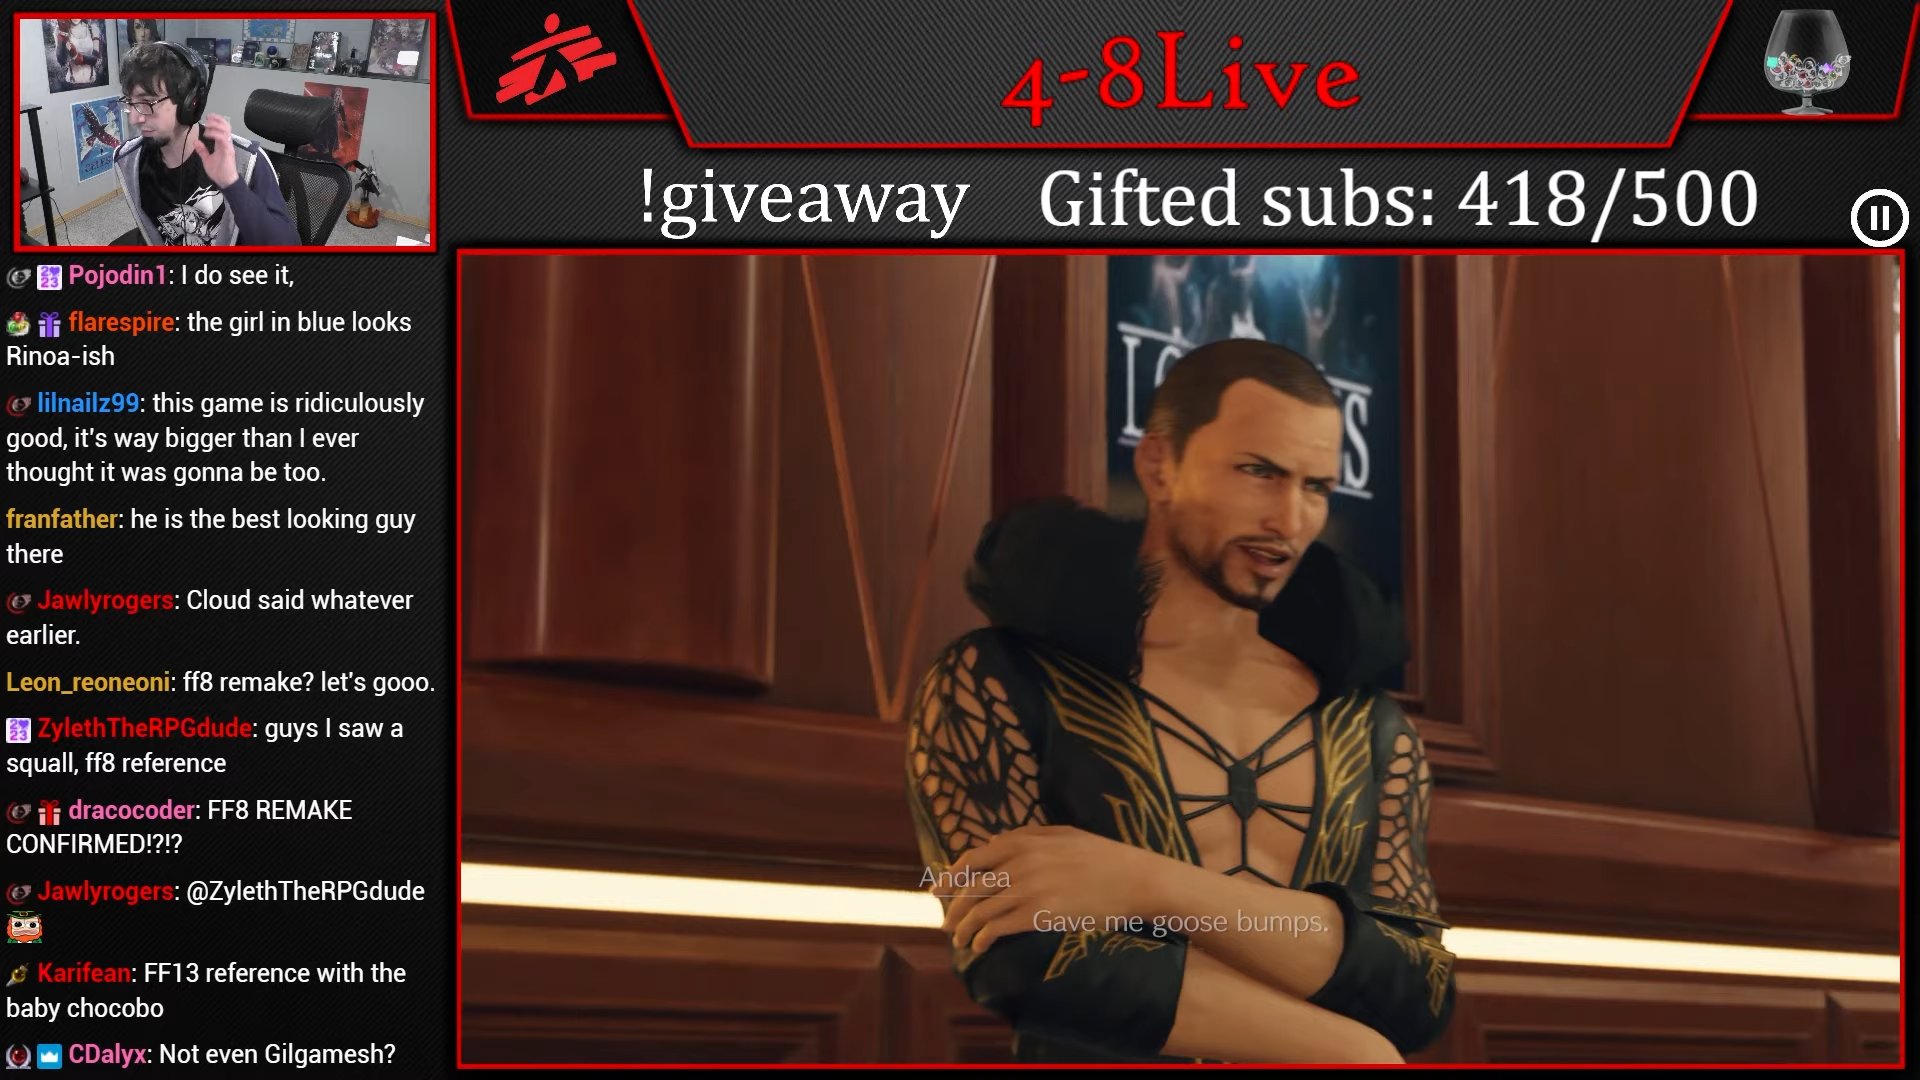 4-8Live
!giveaway Gifted subs: 418/500
Pojodin1: I do see it,
flarespire: the girl in blue looks
Rinoa-ish
lilnailz99: this game is ridiculously
good, it's way bigger than I ever
thought it was gonna be too.
franfather: he is the best looking guy
there
Jawlyrogers: Cloud said whatever
earlier.
Leon_reoneoni: ff8 remake? let's gooo.
ZylethTheRPGdude: guys I saw a
squall, ff8 reference
dracocoder: FF8 REMAKE
CONFIRMED!?!?
Jawlyrogers: @ZylethTheRPGdude
Karifean: FF13 reference with the
baby chocobo
CDalyx: Not even Gilgamesh?
Andrea
Gave me goose bumps.